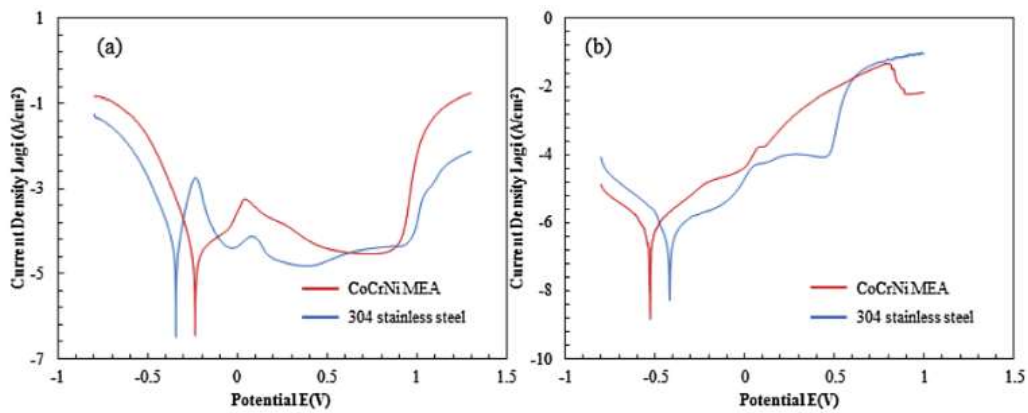 (a)
1
-1
-3
-5
-7
Current Density Logi (A/cm²)
-1
-0.5
0
0.5
1
1.5
Potential E(V)
CoCrNi MEA
304 stainless steel
(b)
0
-2
-4
-6
-8
-10
Current Density Logi (A/cm²)
-1
-0.5
0
0.5
1
1.5
Potential E(V)
CoCrNi MEA
304 stainless steel